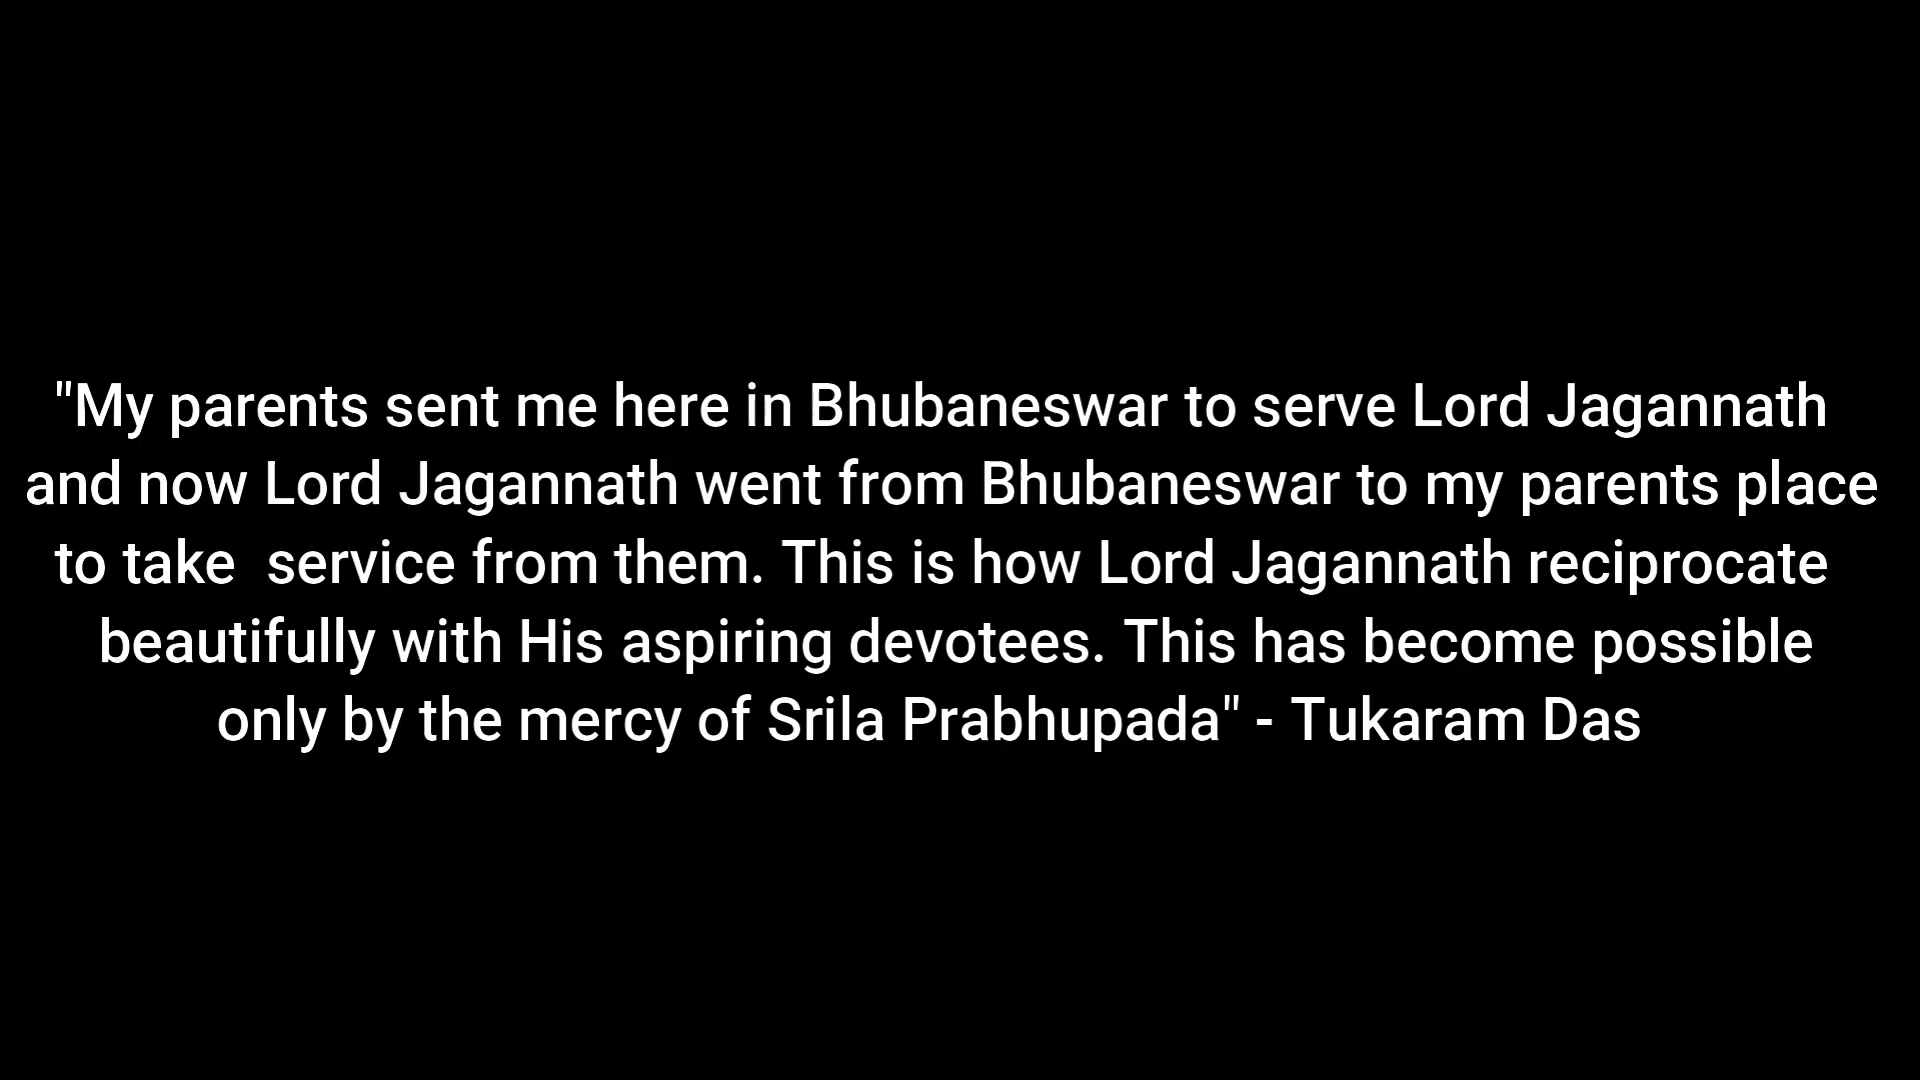 "My parents sent me here in Bhubaneswar to serve Lord Jagannath
and now Lord Jagannath went from Bhubaneswar to my parents place
to take  service from them. This is how Lord Jagannath reciprocate
beautifully with His aspiring devotees. This has become possible
only by the mercy of Srila Prabhupada" - Tukaram Das